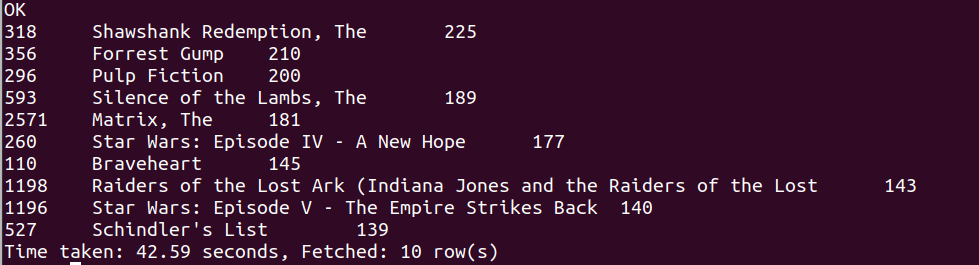 OK
318	Shawshank Redemption, The	225
356	Forrest Gump	210
296	Pulp Fiction	200
593	Silence of the Lambs, The	189
2571	Matrix, The	181
260	Star Wars: Episode IV - A New Hope	177
110	Braveheart	145
1198	Raiders of the Lost Ark (Indiana Jones and the Raiders of the Lost	143
1196	Star Wars: Episode V - The Empire Strikes Back	140
527	Schindler's List	139
Time taken: 42.59 seconds, Fetched: 10 row(s)